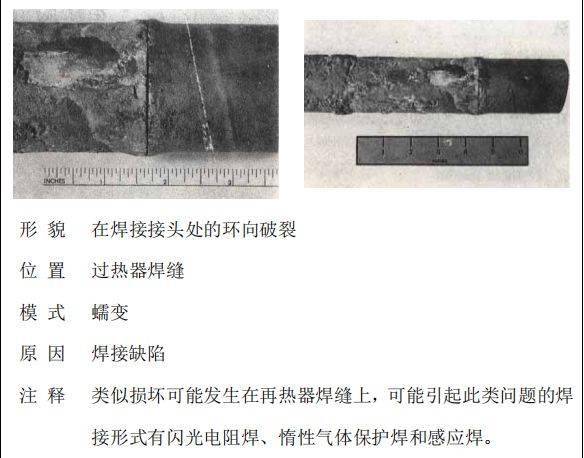 INCHES 1 2 3
形 貌 在焊接接头处的环向破裂
位 置 过热器焊缝
模 式 蠕变
原 因 焊接缺陷
注 释 类似损坏可能发生在再热器焊缝上，可能引起此类问题的焊
接形式有闪光电阻焊、惰性气体保护焊和感应焊。